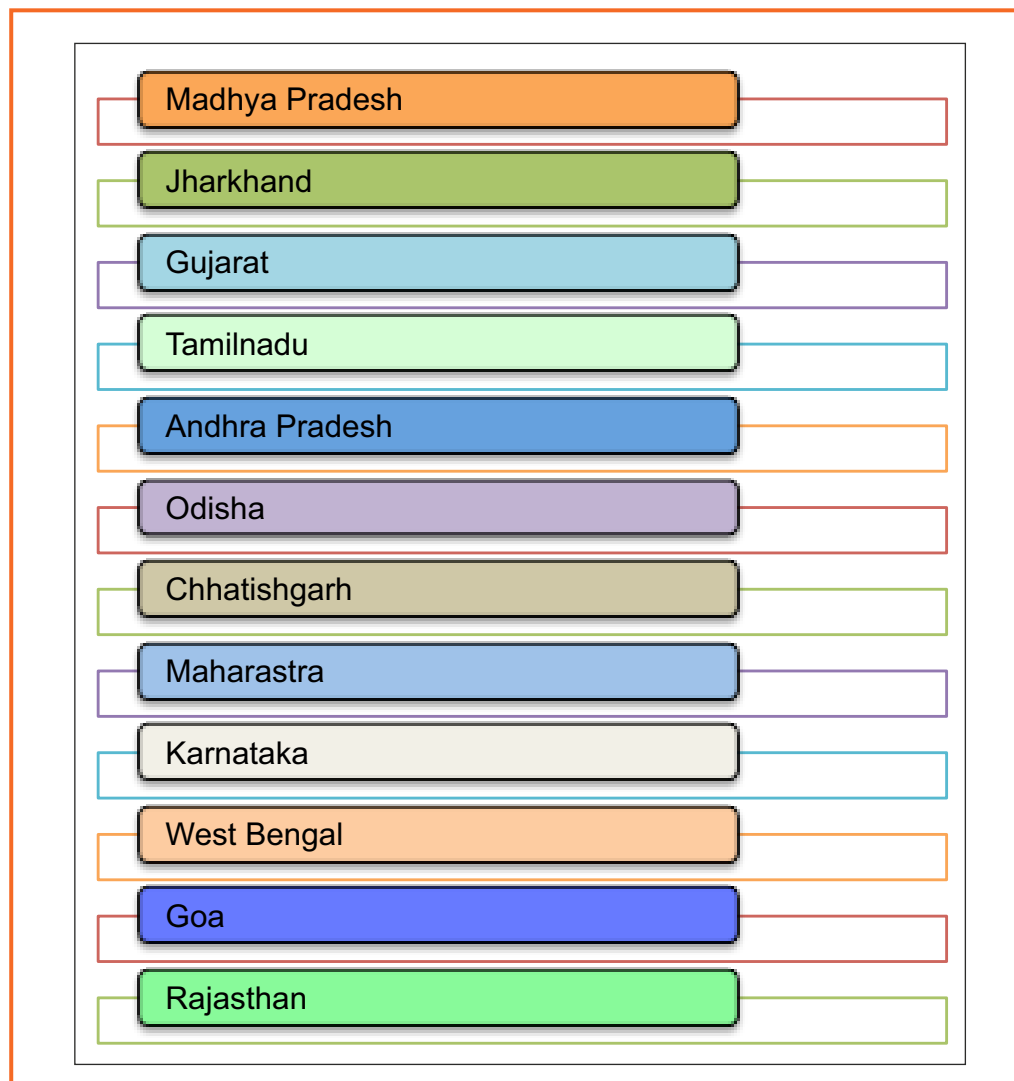 Madhya Pradesh
Jharkhand
Gujarat
Tamilnadu
Andhra Pradesh
Odisha
Chhatishgarh
Maharastra
Karnataka
West Bengal
Goa
Rajasthan